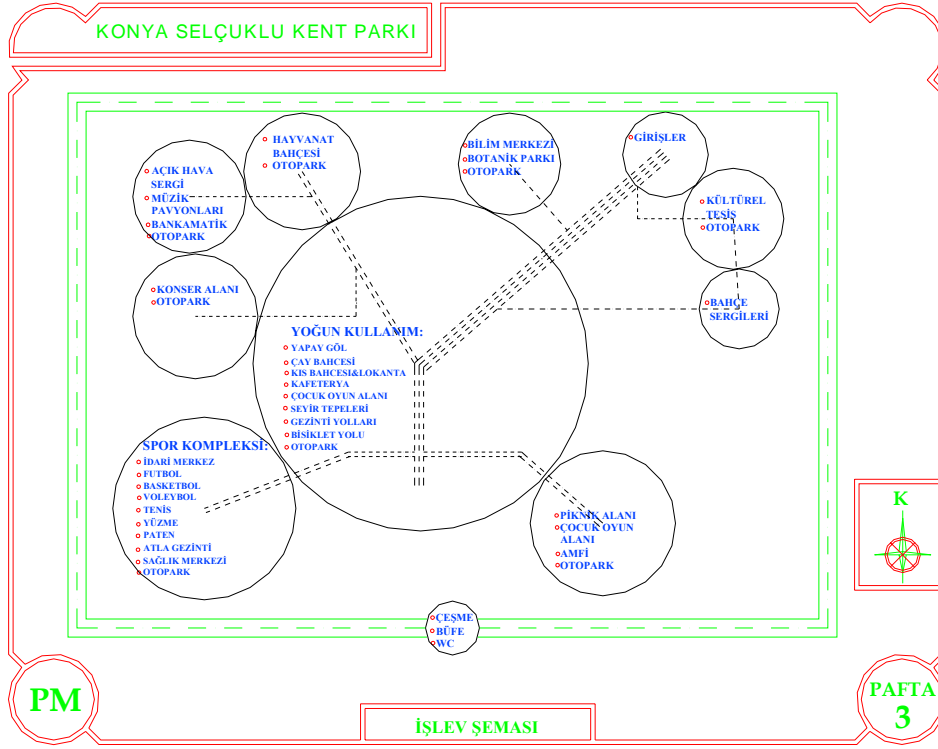 KONYA SELÇUKLU KENT PARKI
HAYVANAT
BAHÇESİ
OTOPARK
AÇIK HAVA
SERGİ
MÜZİK
PAVYONLARI
BANKAMATİK
OTOPARK
BİLİM MERKEZİ
BOTANİK PARKI
OTOPARK
GİRİŞLER
KÜLTÜREL
TESİS
OTOPARK
KONSER ALANI
OTOPARK
BAHÇE
SERGİLERİ
YOĞUN KULLANIM:
YAPAY GÖL
ÇAY BAHCESİ
KIS BAHCESI&LOKANTA
KAFETERYA
ÇOCUK OYUN ALANI
SEYİR TEPELERİ
GEZİNTİ YOLLARI
BİSİKLET YOLU
OTOPARK
SPOR KOMPLEKSİ:
İDARİ MERKEZ
FUTBOL
BASKETBOL
VOLEYBOL
TENİS
YÜZME
PATEN
ATLA GEZİNTİ
SAĞLIK MERKEZİ
OTOPARK
PİKNİK ALANI
ÇOCUK OYUN
ALANI
AMFİ
OTOPARK
K
ÇEŞME
BÜFE
WC
PM
İŞLEV ŞEMASI
PAFTA
3